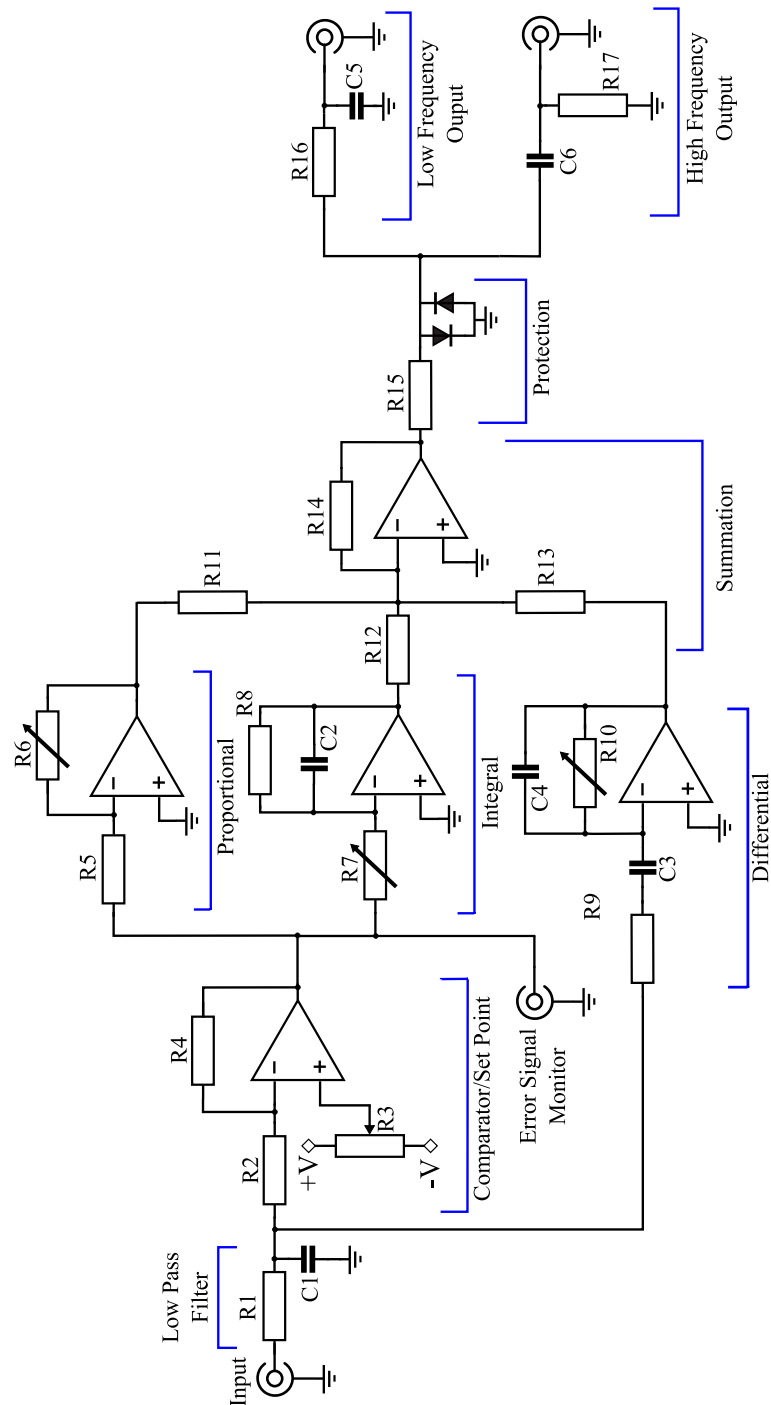 Input
Low Pass
Filter
R1
C1
R2
+V
-V
R3
R4
−
+
Comparator/Set Point
Error Signal
Monitor
R5
R6
−
+
Proportional
R7
R8
C2
−
+
Integral
R9
C3
C4
R10
−
+
Differential
R11
R12
R13
R14
−
+
Summation
R15
Protection
R16
C5
Low Frequency
Ouput
C6
R17
High Frequency
Output